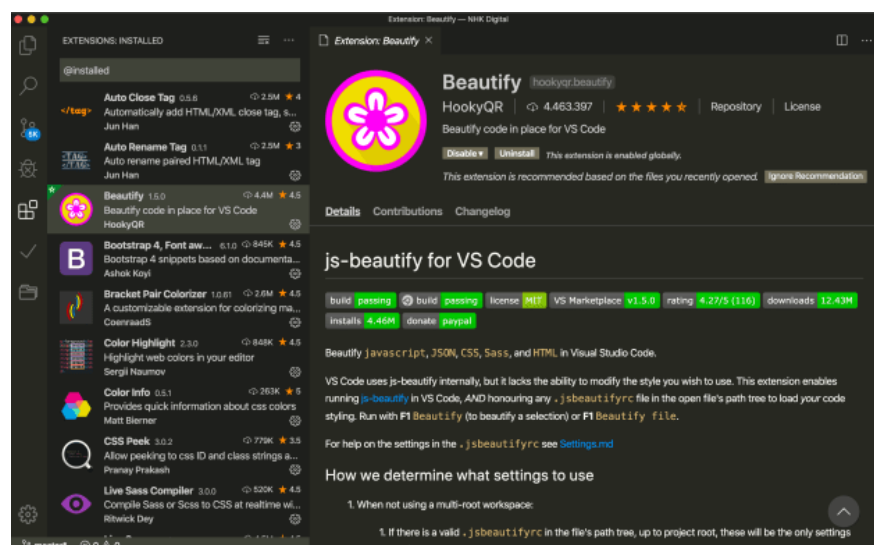 Extension: Beautify — NHK Digital
EXTENSIONS: INSTALLED
@installed
5K
</tag>
Auto Close Tag 0.5.6 2.5M ★ 4
Automatically add HTML/XML close tag, s...
Jun Han
Auto Rename Tag 0.1.1 2.5M ★ 3
Auto rename paired HTML/XML tag
Jun Han
Beautify 1.5.0 4.4M ★ 4.5
Beautify code in place for VS Code
HookyQR
B
Bootstrap 4, Font aw... 6.1.0 845K ★ 4.5
Bootstrap 4 snippets based on documenta...
Ashok Koyi
Bracket Pair Colorizer 1.0.61 2.6M ★ 4.5
A customizable extension for colorizing ma...
CoenraadS
Color Highlight 2.3.0 848K ★ 4.5
Highlight web colors in your editor
Sergii Naumov
Color Info 0.5.1 263K ★ 5
Provides quick information about css colors
Matt Bierner
CSS Peek 3.0.2 779K ★ 3.5
Allow peeking to css ID and class strings a...
Pranay Prakash
Live Sass Compiler 3.0.0 520K ★ 4.5
Compile Sass or Scss to CSS at realtime wi...
Ritwick Dey
Extension: Beautify ×
Beautify hookyqr.beautify
HookyQR 4.463.397 Repository License
Beautify code in place for VS Code
Disable Uninstall This extension is enabled globally.
This extension is recommended based on the files you recently opened. Ignore Recommendation
Details Contributions Changelog
js-beautify for VS Code
build passing build passing license MIT VS Marketplace v1.5.0 rating 4.27/5 (116) downloads 12.43M
installs 4.46M donate paypal
Beautify javascript, JSON, CSS, Sass, and HTML in Visual Studio Code.
VS Code uses js-beautify internally, but it lacks the ability to modify the style you wish to use. This extension enables
running js-beautify in VS Code, AND honouring any .jsbeautifyrc file in the open file's path tree to load your code
styling. Run with F1 Beautify (to beautify a selection) or F1 Beautify file.
For help on the settings in the .jsbeautifyrc see Settings.md
How we determine what settings to use
1. When not using a multi-root workspace:
1. If there is a valid .jsbeautifyrc in the file's path tree, up to project root, these will be the only settings